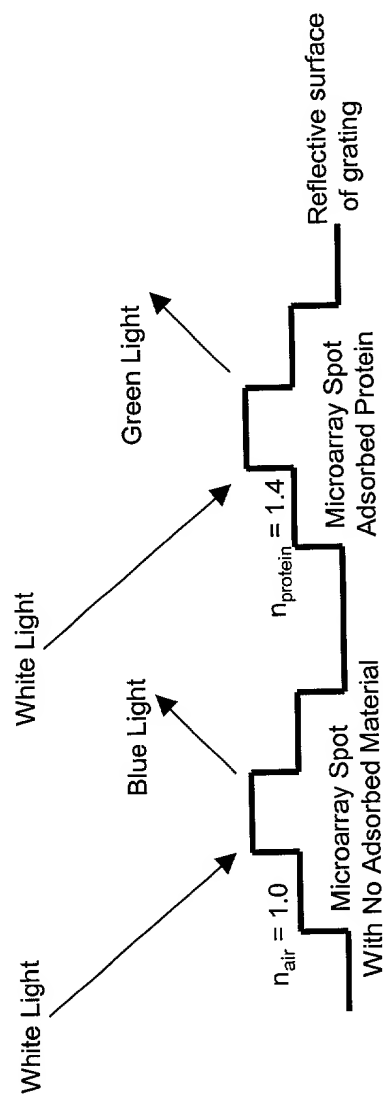 White Light
White Light
Blue Light
Green Light
n_air = 1.0
n_protein = 1.4
Microarray Spot
With No Adsorbed Material
Microarray Spot
Adsorbed Protein
Reflective surface
of grating